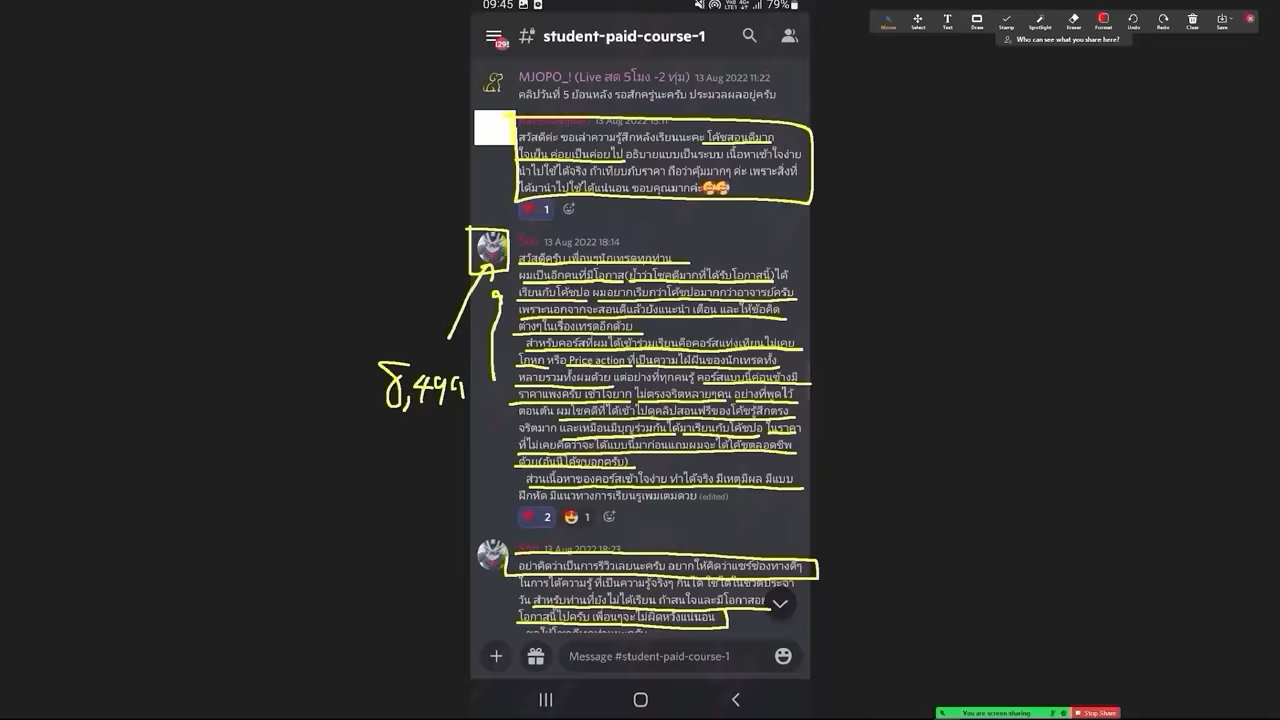 09:45
79%
Mouse Select Text Draw Stamp Spotlight Eraser Format Undo Redo Clear Save
Who can see what you share here?
student-paid-course-1
MJOPO_! (Live สด 5โมง -2 ทุ่ม) 13 Aug 2022 11:22
คลิปวันที่ 5 ย้อนหลัง รอสักครู่นะครับ ประมวลผลอยู่ครับ
13 Aug 2022 15:11
สวัสดีค่ะ ขอเล่าความรู้สึกหลังเรียนนะคะ โค้ชสอนดีมาก
ใจเย็น ค่อยเป็นค่อยไป อธิบายแบบเป็นระบบ เนื้อหาเข้าใจง่าย
นำไปใช้ได้จริง ถ้าเทียบกับราคา ถือว่าคุ้มมากๆ ค่ะ เพราะสิ่งที่
ได้มานำไปใช้ได้แน่นอน ขอบคุณมากค่ะ🥰🥰
1
13 Aug 2022 18:14
สวัสดีครับ เพื่อนๆนักเทรดทุกท่าน
ผมเป็นอีกคนที่มีโอกาส(ย้ำว่าโชคดีมากที่ได้รับโอกาสนี้)ได้
เรียนกับโค้ชปอ ผมอยากเรียกว่าโค้ชปอมากกว่าอาจารย์ครับ
เพราะนอกจากจะสอนดีแล้วยังแนะนำ เตือน และให้ข้อคิด
ต่างๆในเรื่องเทรดอีกด้วย
สำหรับคอร์สที่ผมได้เข้าร่วมเรียนคือคอร์สแท่งเทียนไม่เคย
โกหก หรือ Price action ที่เป็นความใฝ่ฝันของนักเทรดทั้ง
หลายรวมทั้งผมด้วย แต่อย่างที่ทุกคนรู้ คอร์สแบบนี้ค่อนข้างมี
ราคาแพงครับ เข้าใจยาก ไม่ตรงจริตหลายๆคน อย่างที่พูดไว้
ตอนต้น ผมโชคดีที่ได้เข้าไปดูคลิปสอนฟรีของโค้ชรู้สึกตรง
จริตมาก และเหมือนมีบุญร่วมกันได้มาเรียนกับโค้ชปอ ในราคา
ที่ไม่เคยคิดว่าจะได้แบบนี้มาก่อนแถมผมจะได้โค้ชตลอดชีพ
ด้วย(อันนี้โค้ชบอกครับ)
ส่วนเนื้อหาของคอร์สเข้าใจง่าย ทำได้จริง มีเหตุมีผล มีแบบ
ฝึกหัด มีแนวทางการเรียนรู้เพิ่มเติมด้วย (edited)
2 1
,499
13 Aug 2022 18:23
อย่าคิดว่าเป็นการรีวิวเลยนะครับ อยากให้คิดว่าแชร์ช่องทางดีๆ
ในการได้ความรู้ ที่เป็นความรู้จริงๆ กินได้ ใช้ได้ในชีวิตประจำ
วัน สำหรับท่านที่ยังไม่ได้เรียน ถ้าสนใจและมีโอกาส
โอกาสนี้ไปครับ เพื่อนๆจะไม่ผิดหวังแน่นอน
Message #student-paid-course-1
You are screen sharing Stop Share